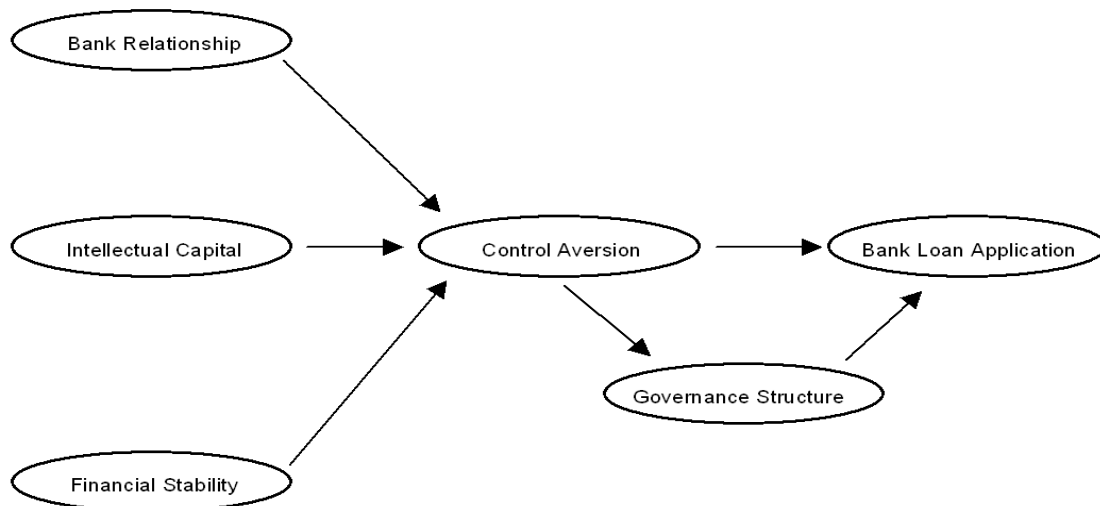 Bank Relationship
Intellectual Capital
Control Aversion
Bank Loan Application
Governance Structure
Financial Stability